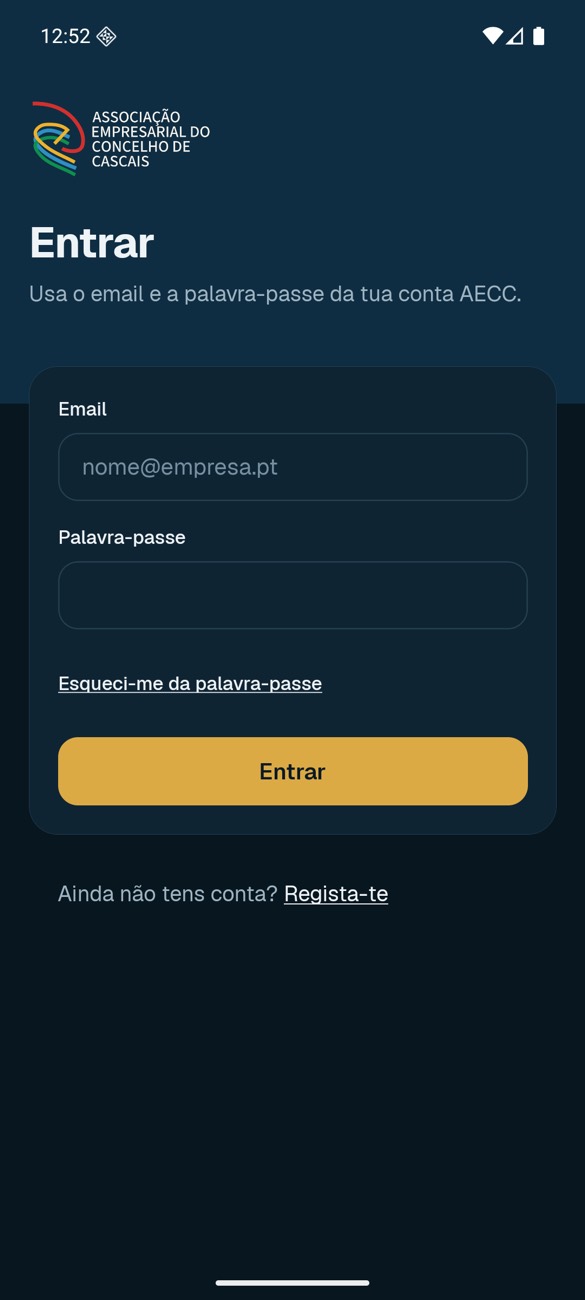 12:52
ASSOCIAÇÃO
EMPRESARIAL DO
CONCELHO DE
CASCAIS
Entrar
Usa o email e a palavra-passe da tua conta AECC.
Email
nome@empresa.pt
Palavra-passe
Esqueci-me da palavra-passe
Entrar
Ainda não tens conta? Regista-te